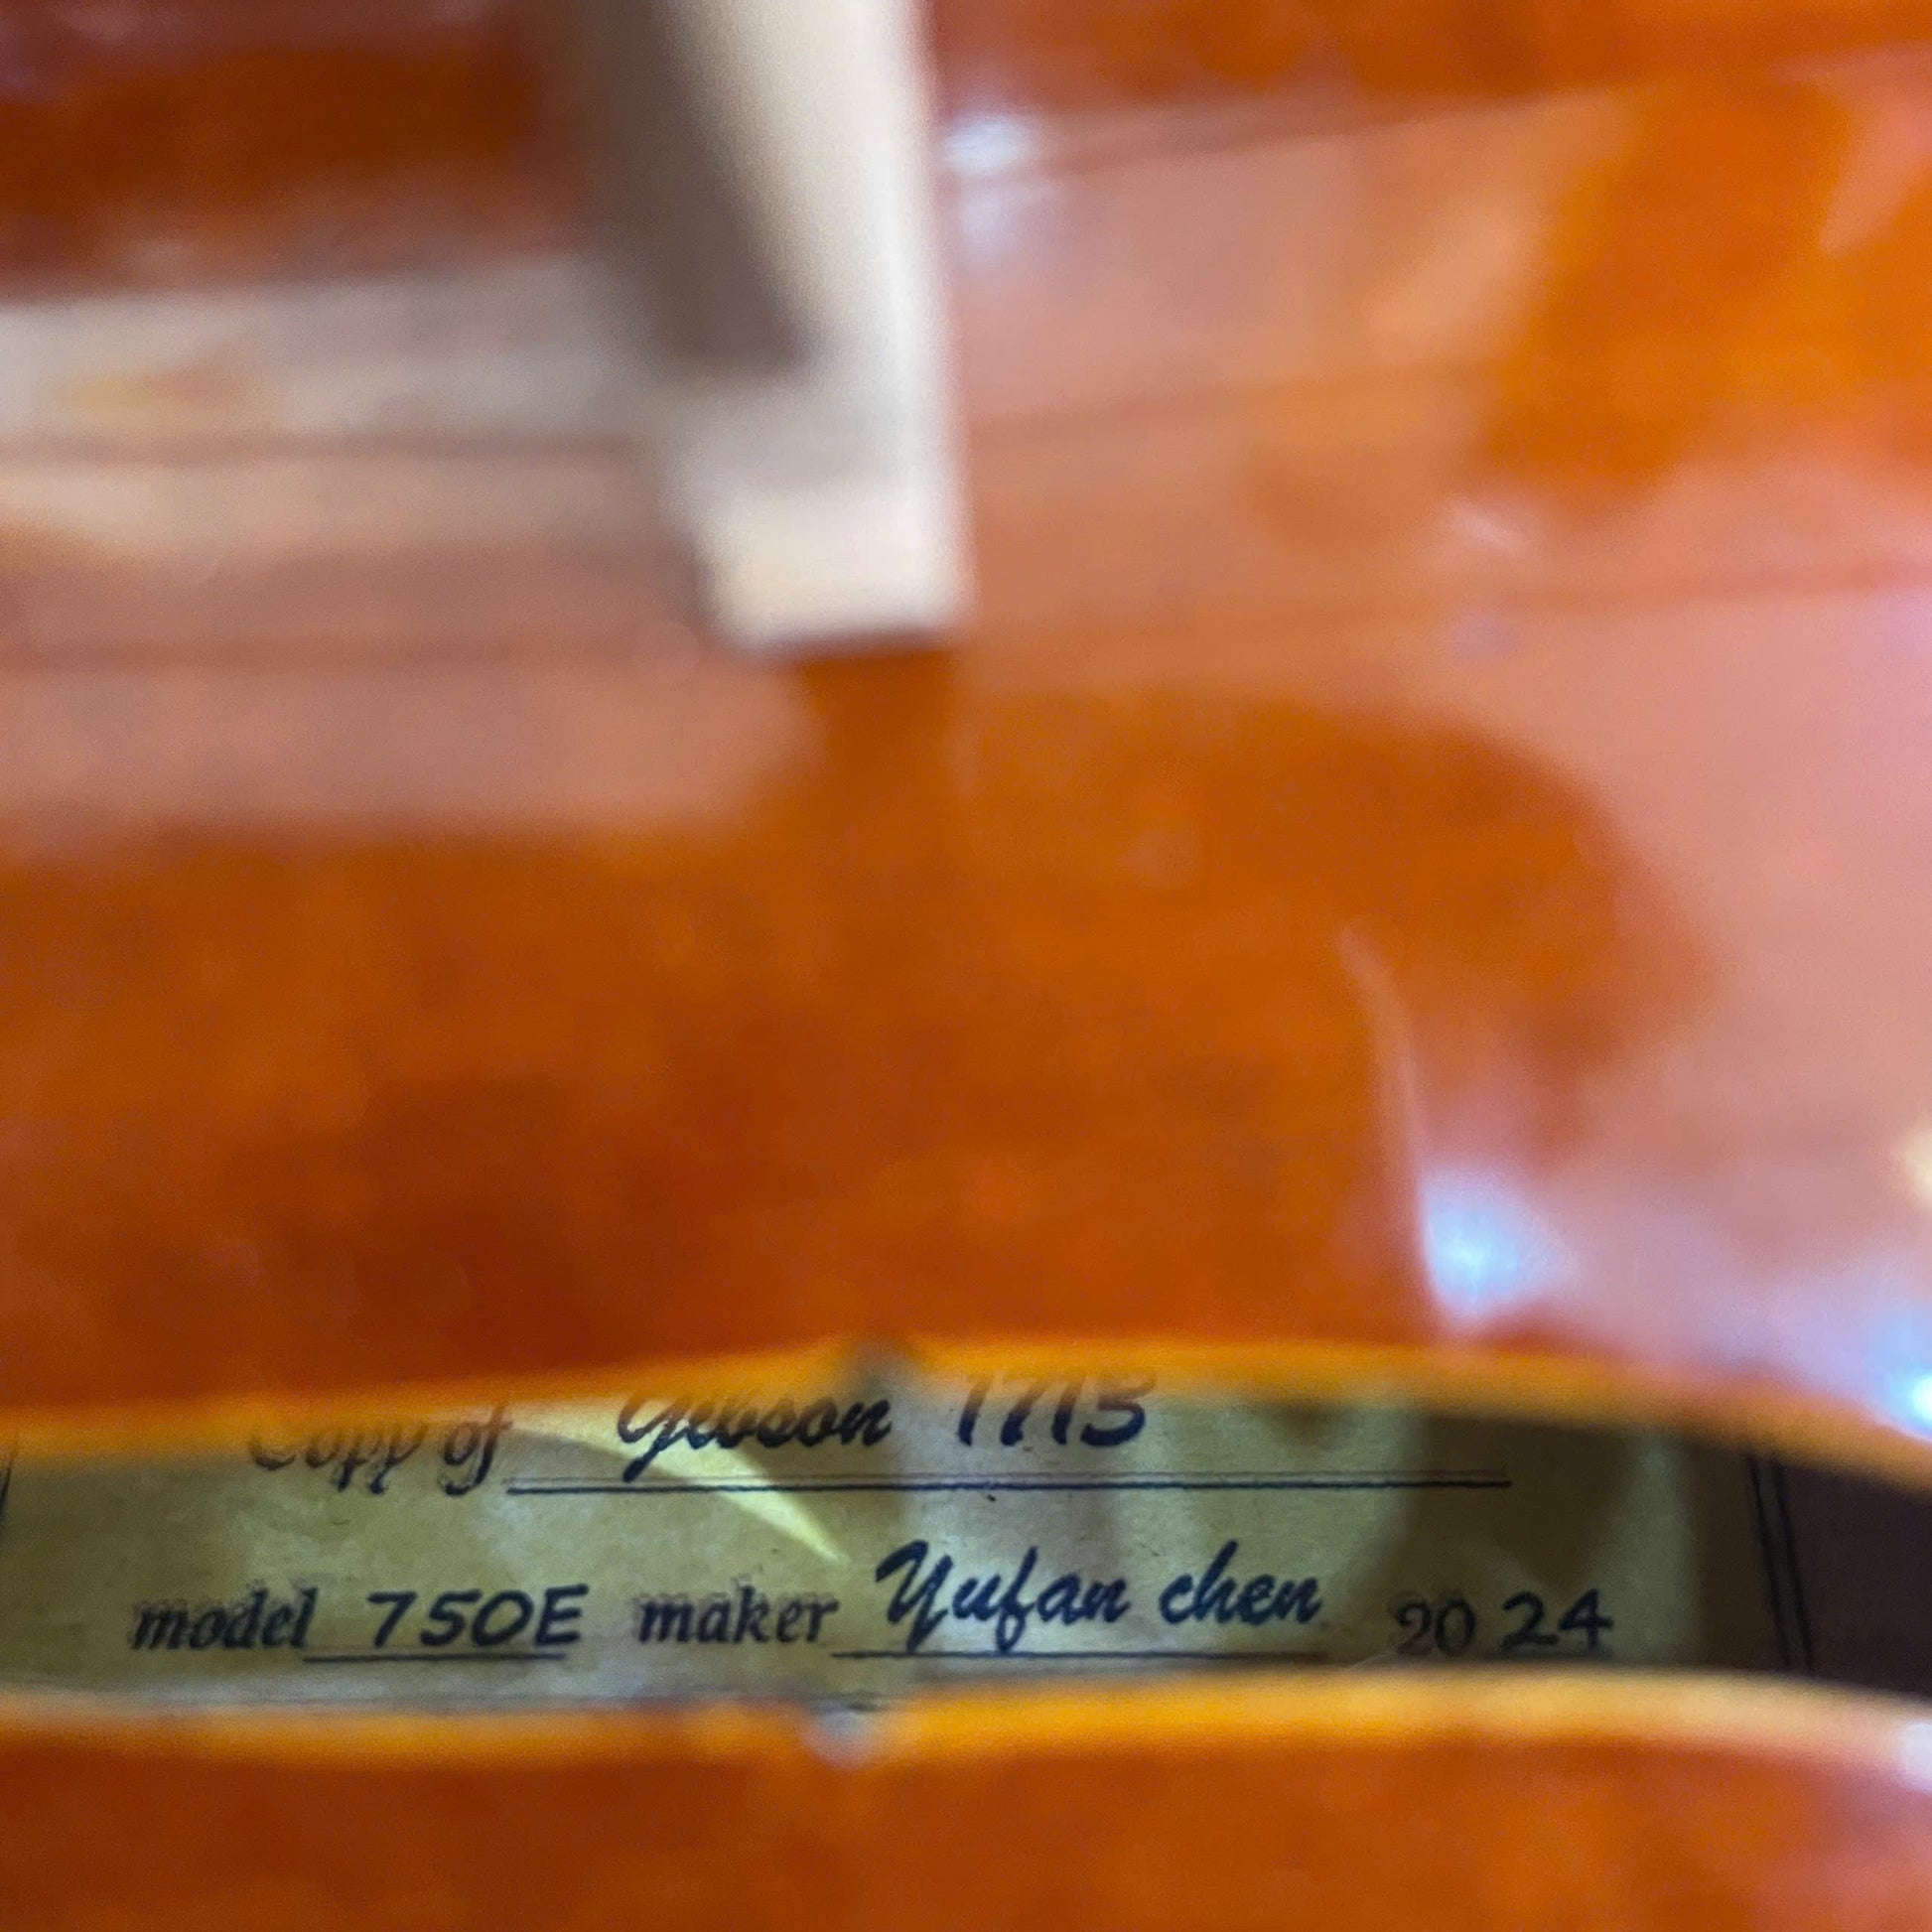 Copy of Gibson 1713
model 750E maker Yufan chen 2024